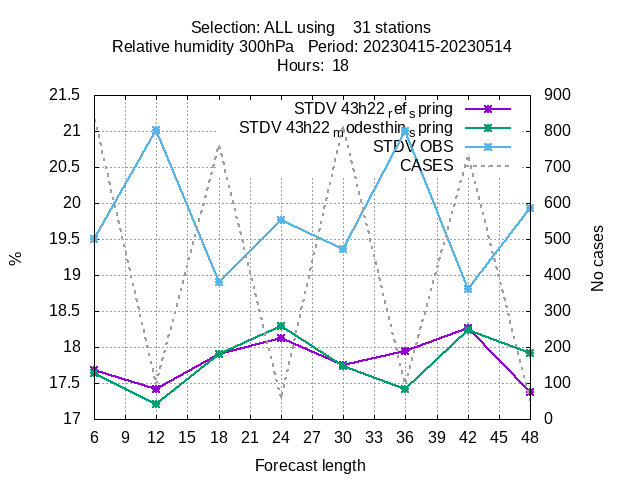 Selection: ALL using    31 stations
Relative humidity 300hPa   Period: 20230415-20230514
Hours:  18
21.5
21
20.5
20
19.5
19
18.5
18
17.5
17
%
STDV 43h22 ref spring
STDV 43h22 modesthin spring
STDV OBS
CASES
900
800
700
600
500
400
300
200
100
0
No cases
6 9 12 15 18 21 24 27 30 33 36 39 42 45 48
Forecast length